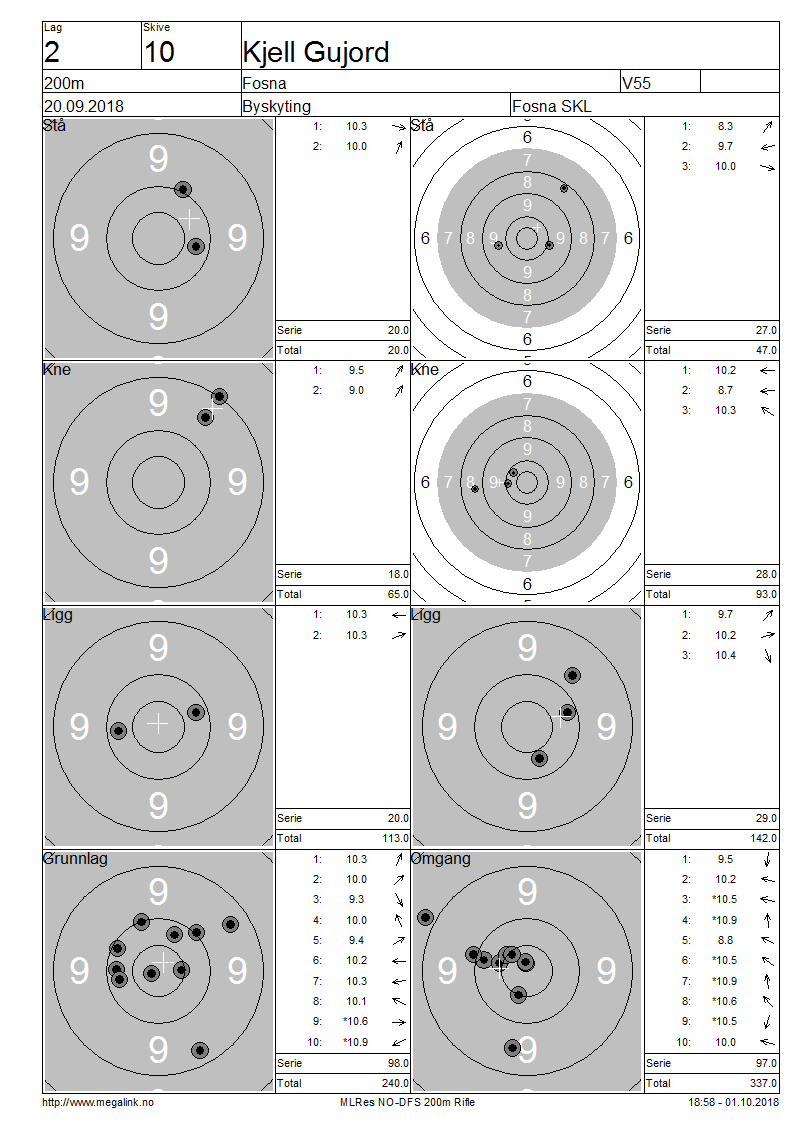 Lag Skive
2 10 Kjell Gujord
200m Fosna V55
20.09.2018 Byskyting Fosna SKL
Stå
1: 10.3
2: 10.0
9
9 9
9
Serie 20.0
Total 20.0
Stå
1: 8.3
2: 9.7
3: 10.0
6
7
8
9
6 7 8 9 9 8 7 6
9
8
7
6
Serie 27.0
Total 47.0
Kne
1: 9.5
2: 9.0
9
9 9
9
Serie 18.0
Total 65.0
Kne
1: 10.2
2: 8.7
3: 10.3
6
7
8
9
6 7 8 9 9 8 7 6
9
8
7
6
Serie 28.0
Total 93.0
Ligg
1: 10.3
2: 10.3
9
9 9
9
Serie 20.0
Total 113.0
Ligg
1: 9.7
2: 10.2
3: 10.4
9
9 9
9
Serie 29.0
Total 142.0
Grunnlag
1: 10.3
2: 10.0
3: 9.3
4: 10.0
5: 9.4
6: 10.2
7: 10.3
8: 10.1
9: *10.6
10: *10.9
9
9 9
9
Serie 98.0
Total 240.0
Omgang
1: 9.5
2: 10.2
3: *10.5
4: *10.9
5: 8.8
6: *10.5
7: *10.9
8: *10.6
9: *10.5
10: 10.0
9
9 9
9
Serie 97.0
Total 337.0
http://www.megalink.no MLRes NO-DFS 200m Rifle 18:58 - 01.10.2018